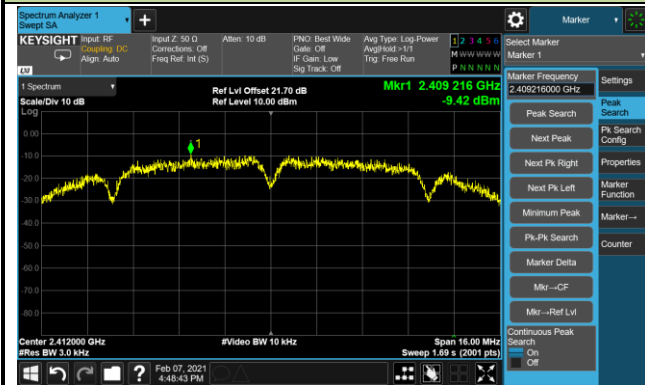 Spectrum Analyzer 1
Swept SA
Marker
KEYSIGHT Input: RF
Coupling: DC
Align: Auto
Input Z: 50 Ω
Corrections: Off
Freq Ref: Int (S)
Atten: 10 dB
PNO: Best Wide
Gate: Off
IF Gain: Low
Sig Track: Off
Avg Type: Log-Power
Avg|Hold:>1/1
Trig: Free Run
1 2 3 4 5 6
M W W W W W
P N N N N N
Select Marker
Marker 1
LXI
1 Spectrum
Scale/Div 10 dB
Log
Ref Lvl Offset 21.70 dB
Ref Level 10.00 dBm
Mkr1 2.409 216 GHz
-9.42 dBm
0.00
-10.0
-20.0
-30.0
-40.0
-50.0
-60.0
-70.0
-80.0
1
Center 2.412000 GHz
#Res BW 3.0 kHz
#Video BW 10 kHz
Span 16.00 MHz
Sweep 1.69 s (2001 pts)
Marker Frequency
2.409216000 GHz
Peak Search
Next Peak
Next Pk Right
Next Pk Left
Minimum Peak
Pk-Pk Search
Marker Delta
Mkr→CF
Mkr→Ref Lvl
Continuous Peak
Search
On
Off
Settings
Peak
Search
Pk Search
Config
Properties
Marker
Function
Marker→
Counter
Feb 07, 2021
4:48:43 PM